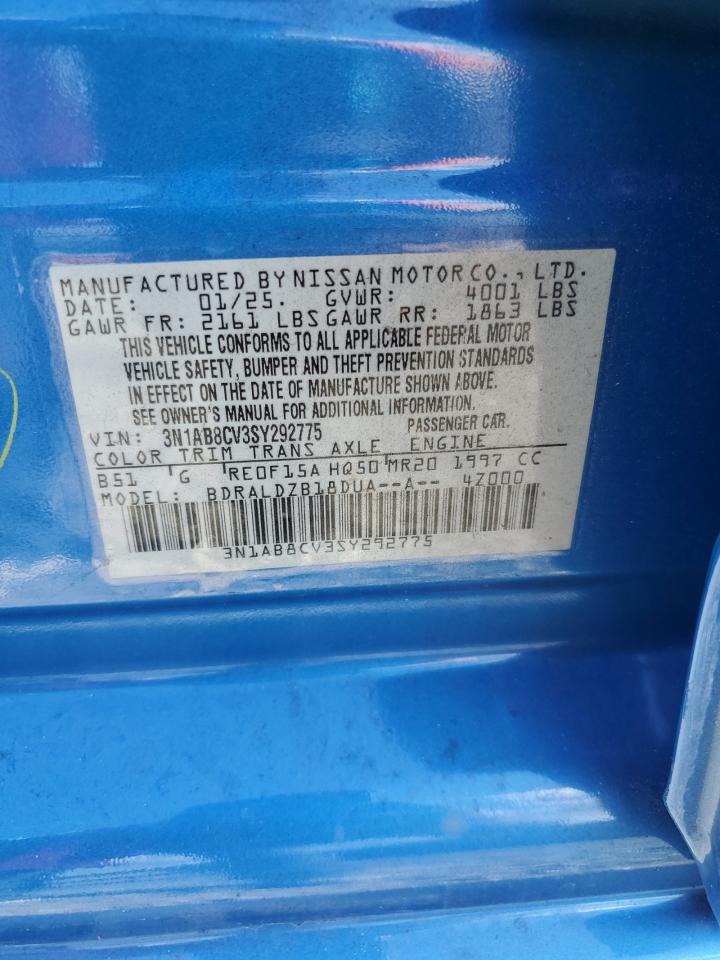 MANUFACTURED BY NISSAN MOTOR CO., LTD.
DATE: 01/25. GVWR: 4001 LBS
GAWR FR: 2161 LBS GAWR RR: 1863 LBS
THIS VEHICLE CONFORMS TO ALL APPLICABLE FEDERAL MOTOR
VEHICLE SAFETY, BUMPER AND THEFT PREVENTION STANDARDS
IN EFFECT ON THE DATE OF MANUFACTURE SHOWN ABOVE.
SEE OWNER'S MANUAL FOR ADDITIONAL INFORMATION.
VIN: 3N1AB8CV3SY292775 PASSENGER CAR.
COLOR TRIM TRANS AXLE ENGINE
B51 G RE0F15A HQ50 MR20 1997 CC
MODEL: BDRALDZB18DUA--A-- 4Z000
3N1AB8CV3SY292775